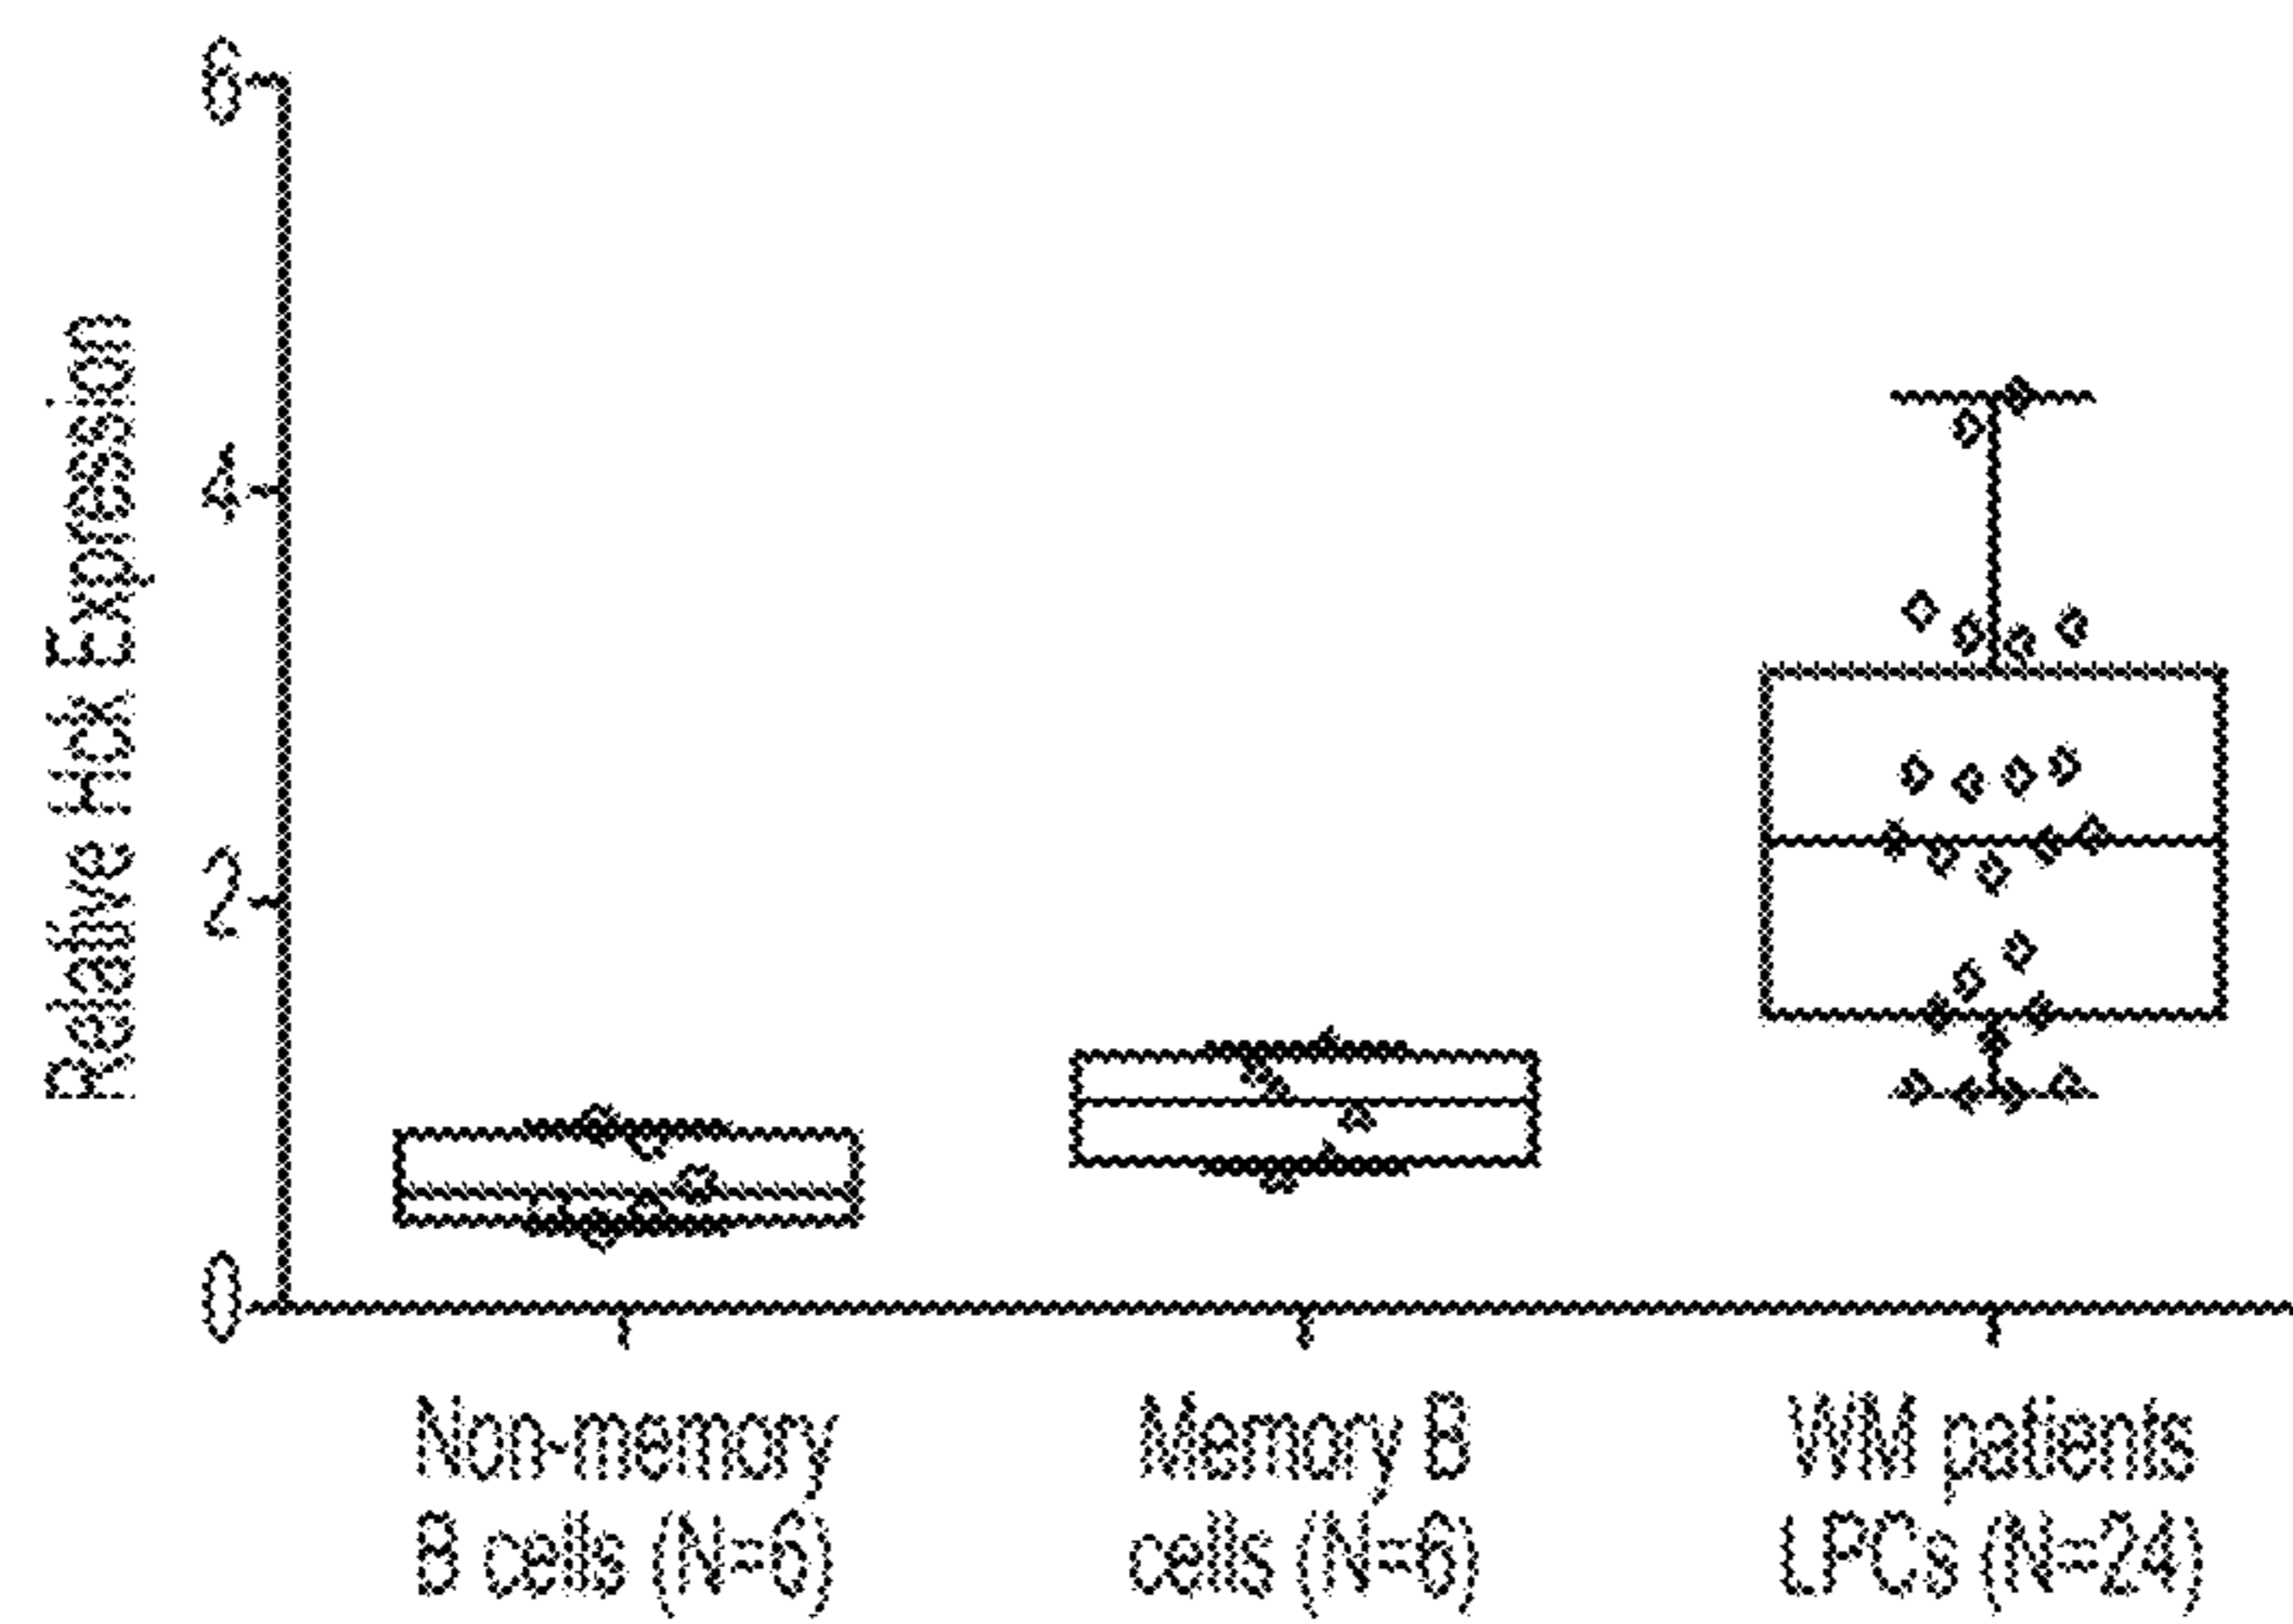 Relative Hck Expression
6
4
2
0
Non-memory
B cells (N=6)
Memory B
cells (N=6)
WM patients
LPCs (N=24)